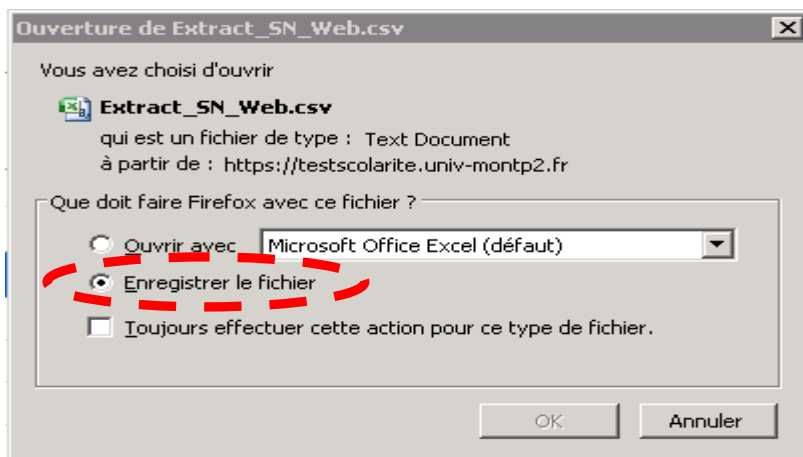 Ouverture de Extract_SN_Web.csv
Vous avez choisi d'ouvrir
Extract_SN_Web.csv
qui est un fichier de type : Text Document
à partir de : https://testscolarite.univ-montp2.fr
Que doit faire Firefox avec ce fichier ?
Ouvrir avec Microsoft Office Excel (défaut)
Enregistrer le fichier
Toujours effectuer cette action pour ce type de fichier.
OK Annuler